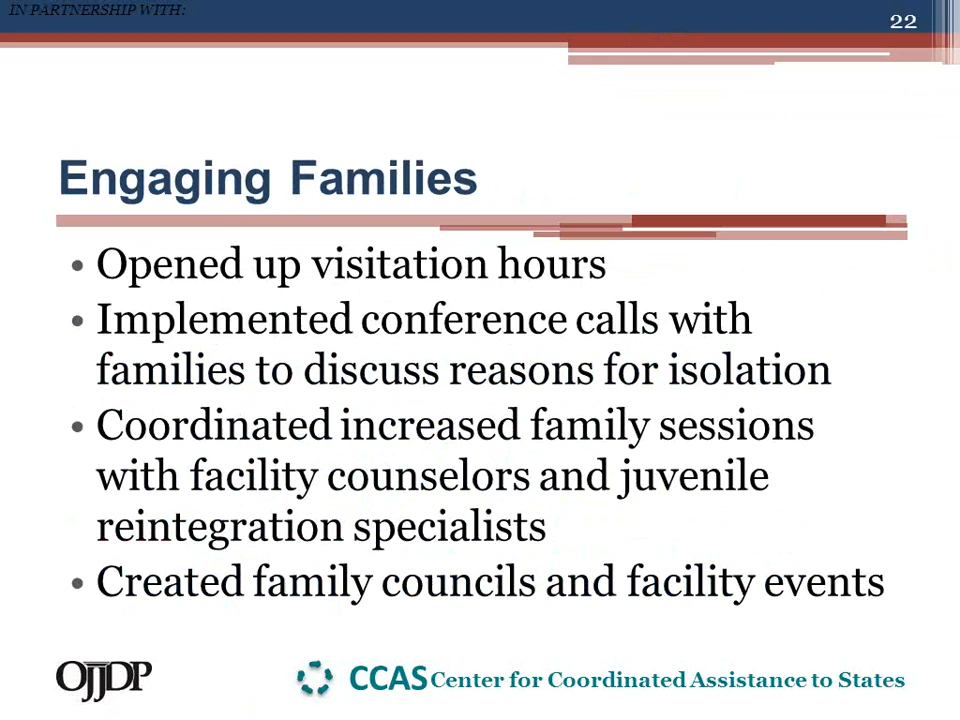 IN PARTNERSHIP WITH:
22
Engaging Families
• Opened up visitation hours
• Implemented conference calls with
families to discuss reasons for isolation
• Coordinated increased family sessions
with facility counselors and juvenile
reintegration specialists
• Created family councils and facility events
OJJDP
CCAS Center for Coordinated Assistance to States